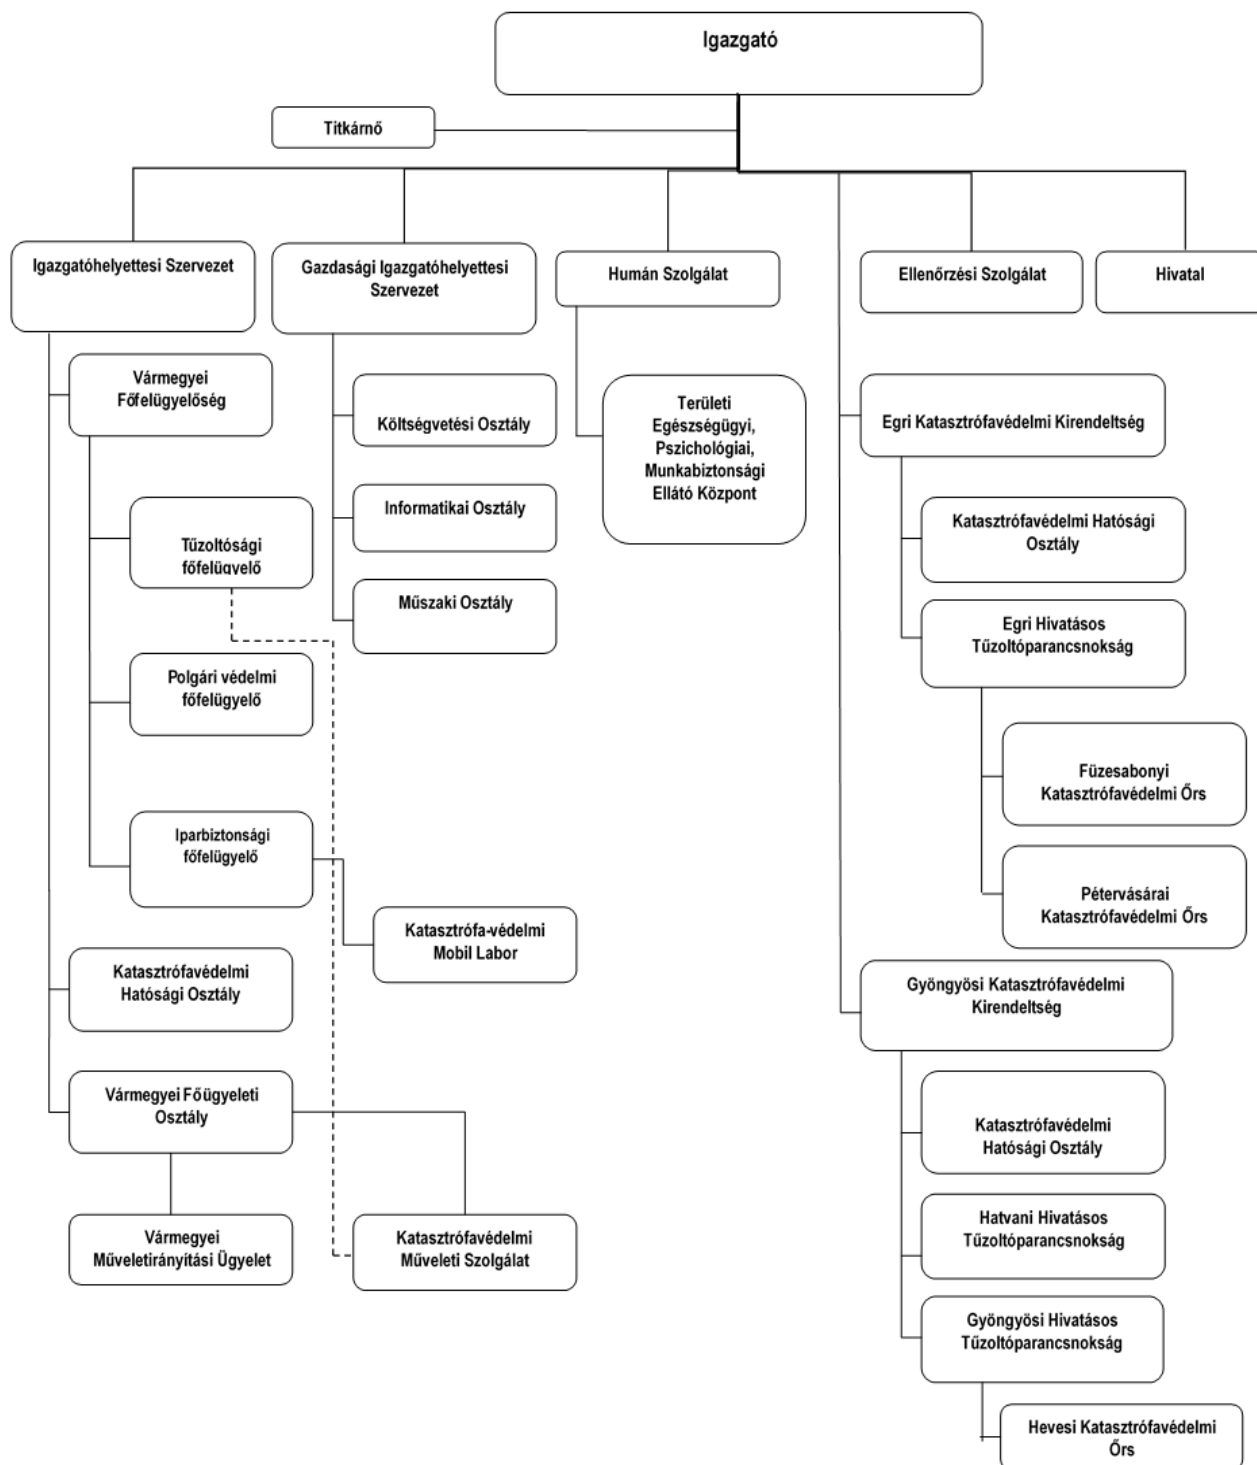 Igazgató
Titkárnő
Igazgatóhelyettesi Szervezet
Gazdasági Igazgatóhelyettesi
Szervezet
Humán Szolgálat
Ellenőrzési Szolgálat
Hivatal
Vármegyei
Főfelügyelőség
Költségvetési Osztály
Területi
Egészségügyi,
Pszichológiai,
Munkabiztonsági
Ellátó Központ
Egri Katasztrófavédelmi Kirendeltség
Tűzoltósági
főfelügyelő
Informatikai Osztály
Katasztrófavédelmi Hatósági
Osztály
Műszaki Osztály
Egri Hivatásos
Tűzoltóparancsnokság
Polgári védelmi
főfelügyelő
Füzesabonyi
Katasztrófavédelmi Őrs
Iparbiztonsági
főfelügyelő
Pétervásárai
Katasztrófavédelmi Őrs
Katasztrófa-védelmi
Mobil Labor
Katasztrófavédelmi
Hatósági Osztály
Gyöngyösi Katasztrófavédelmi
Kirendeltség
Vármegyei Főügyeleti
Osztály
Katasztrófavédelmi
Hatósági Osztály
Vármegyei
Műveletirányítási Ügyelet
Katasztrófavédelmi
Műveleti Szolgálat
Hatvani Hivatásos
Tűzoltóparancsnokság
Gyöngyösi Hivatásos
Tűzoltóparancsnokság
Hevesi Katasztrófavédelmi
Őrs